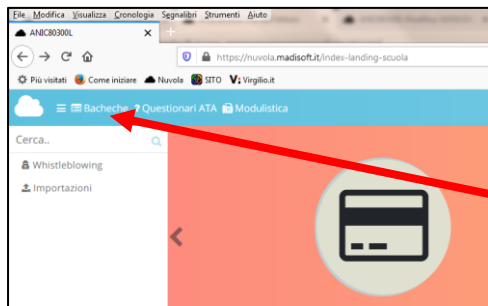 File Modifica Visualizza Cronologia Segnalibri Strumenti Aiuto
ANIC80300L
https://nuvola.madisoft.it/index-landing-scuola
Più visitati Come iniziare Nuvola SITO Virgilio.it
Bacheche ? Questionari ATA Modulistica
Cerca..
Whistleblowing
Importazioni